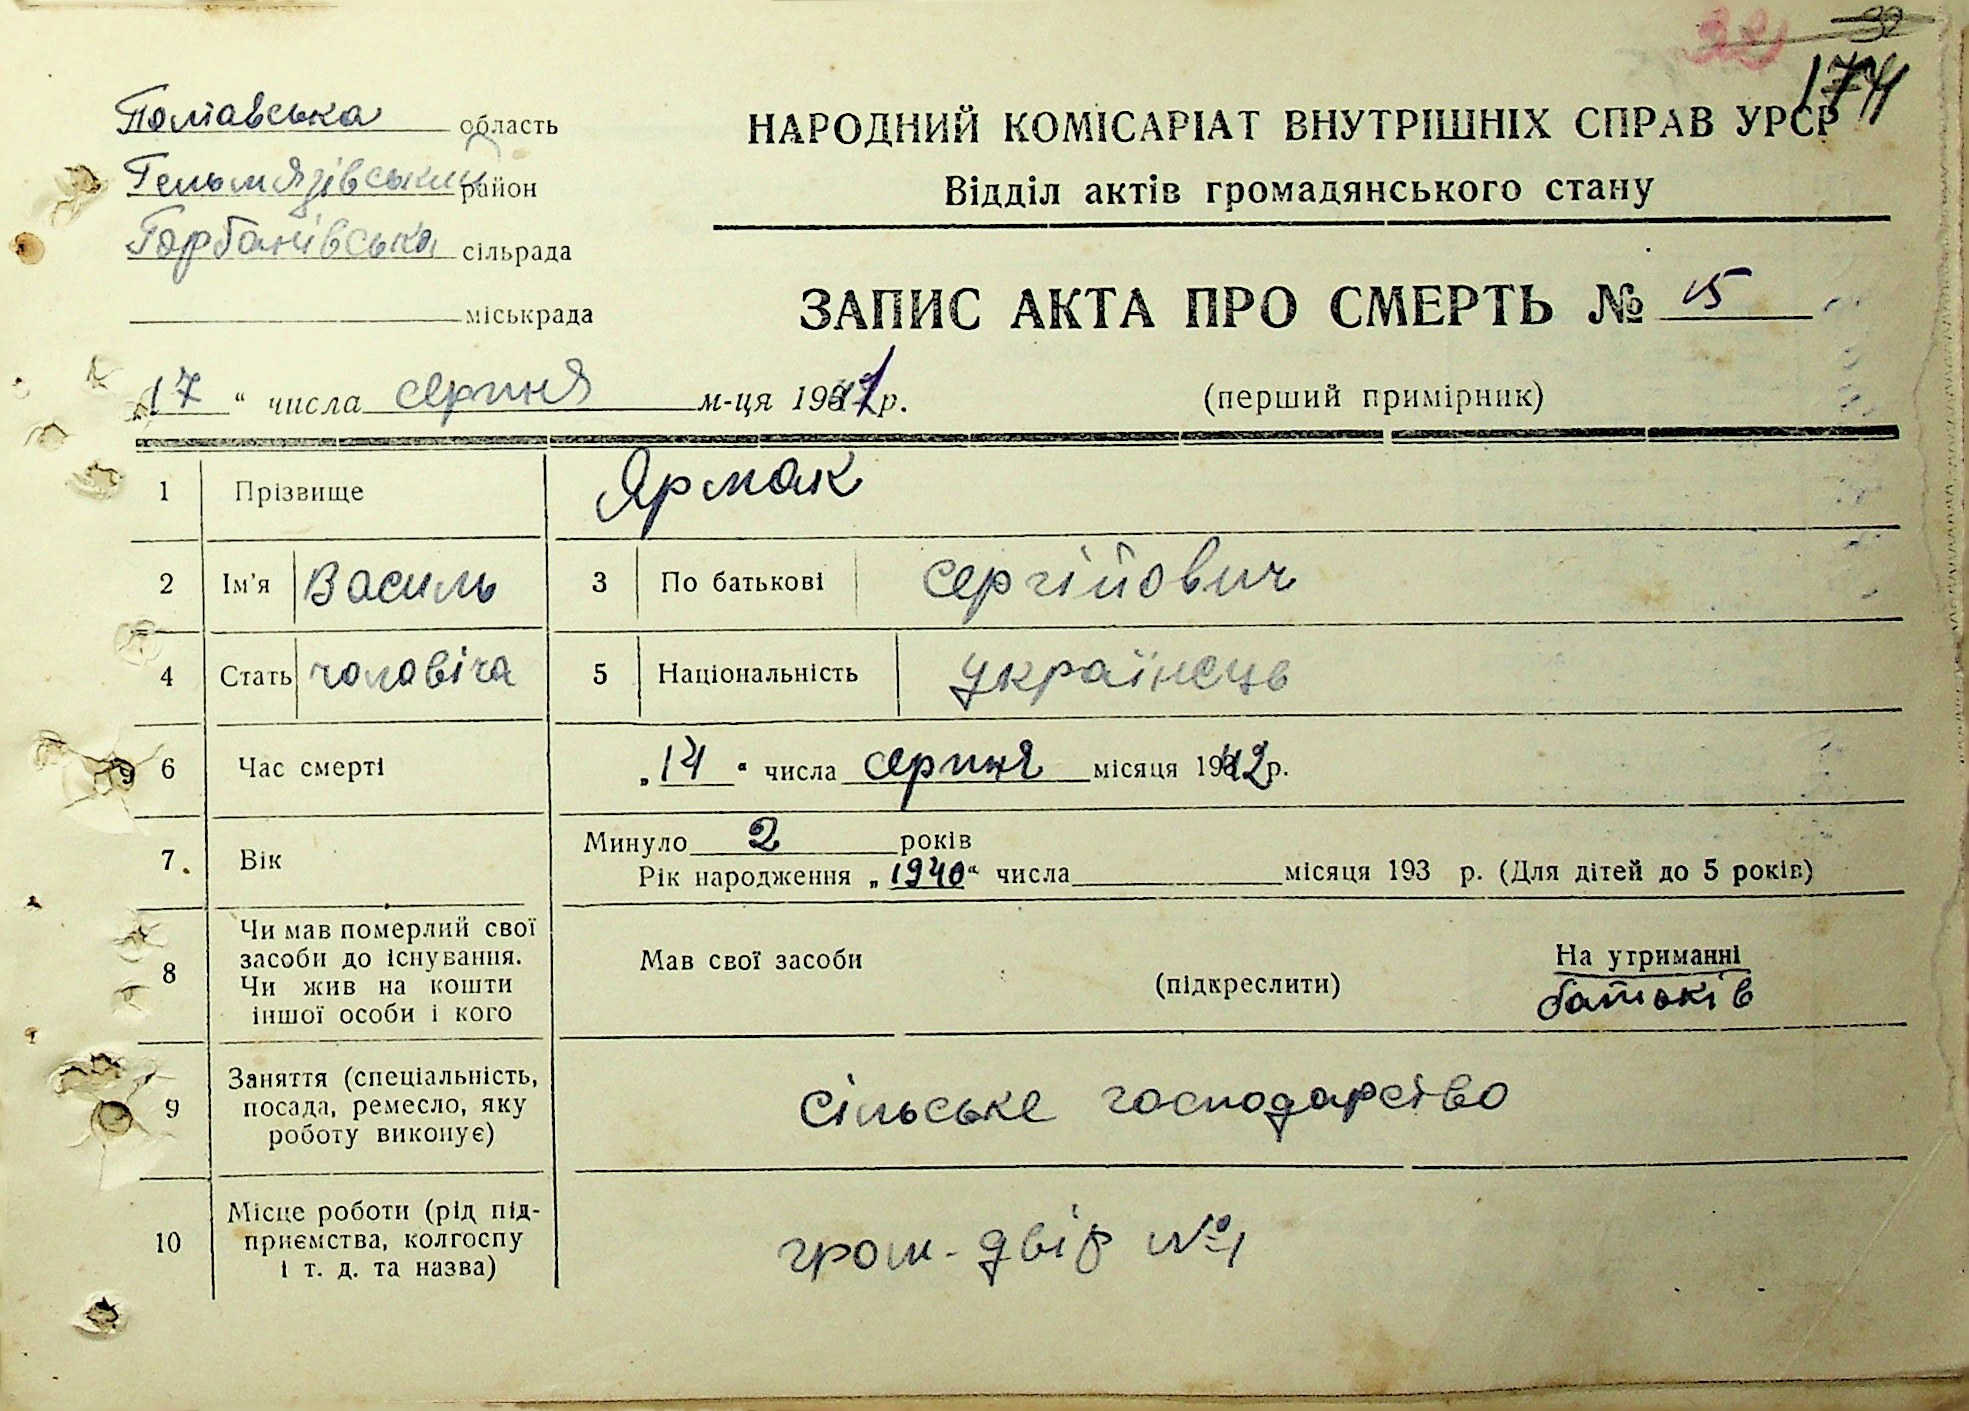 32
174
Полтавська область
Гельмязівський район
Горбанівська сільрада
міськрада
НАРОДНИЙ КОМІСАРІАТ ВНУТРІШНІХ СПРАВ УРСР
Відділ актів громадянського стану
ЗАПИС АКТА ПРО СМЕРТЬ № 15
(перший примірник)
17 " числа серпня м-ця 1942 р.
1 Прізвище Ярмак
2 Ім'я Василь 3 По батькові Сергійович
4 Стать чоловіча 5 Національність українець
6 Час смерті „ 14 " числа серпня місяця 1942 р.
7. Вік Минуло 2 років
Рік народження „ 1940 " числа місяця 193 р. (Для дітей до 5 років)
8 Чи мав померлий свої
засоби до існування.
Чи жив на кошти
іншої особи і кого
Мав свої засоби (підкреслити) На утриманні
батьків
9 Заняття (спеціальність,
посада, ремесло, яку
роботу виконує)
сільське господарство
10 Місце роботи (рід під-
приємства, колгоспу
і т. д. та назва)
гром-двір №1